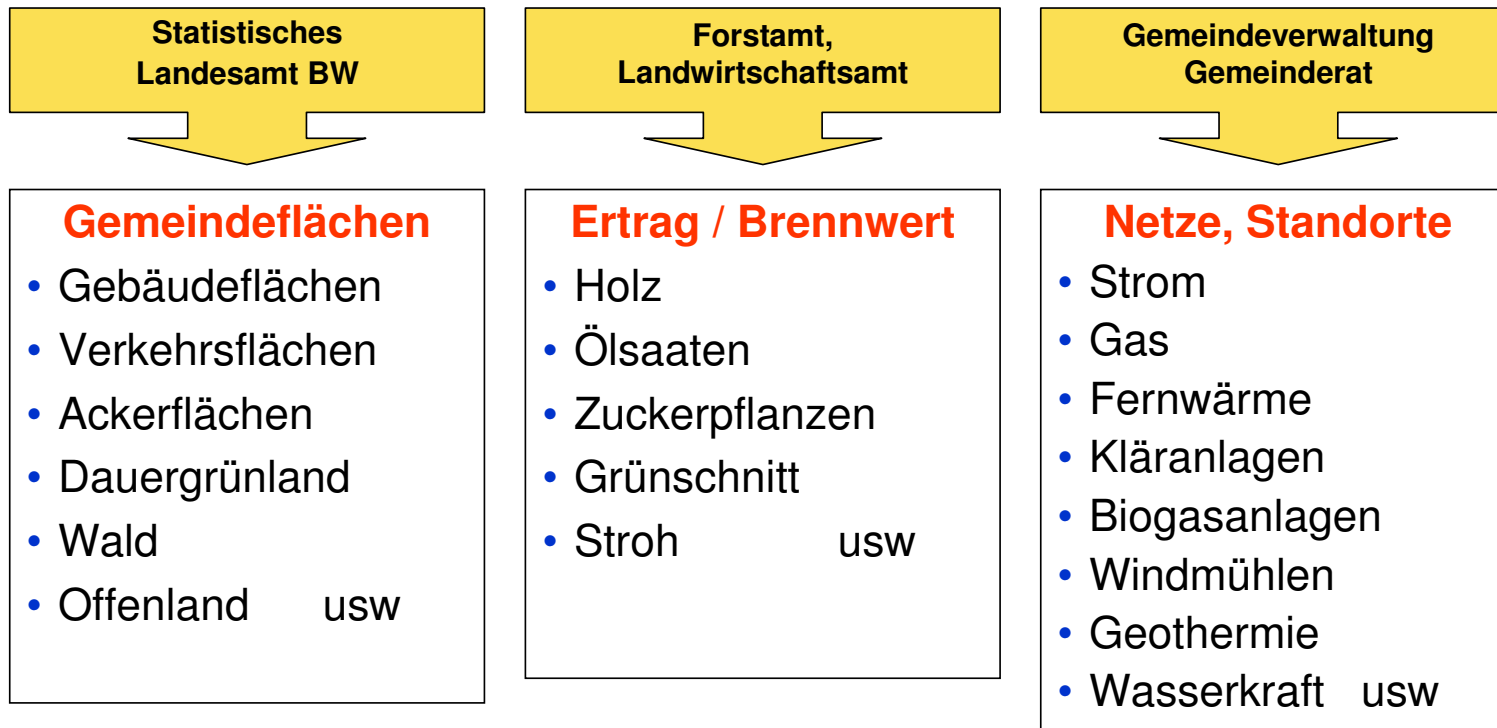 Statistisches
Landesamt BW
Forstamt,
Landwirtschaftsamt
Gemeindeverwaltung
Gemeinderat
Gemeindeflächen
• Gebäudeflächen
• Verkehrsflächen
• Ackerflächen
• Dauergrünland
• Wald
• Offenland usw
Ertrag / Brennwert
• Holz
• Ölsaaten
• Zuckerpflanzen
• Grünschnitt
• Stroh usw
Netze, Standorte
• Strom
• Gas
• Fernwärme
• Kläranlagen
• Biogasanlagen
• Windmühlen
• Geothermie
• Wasserkraft usw